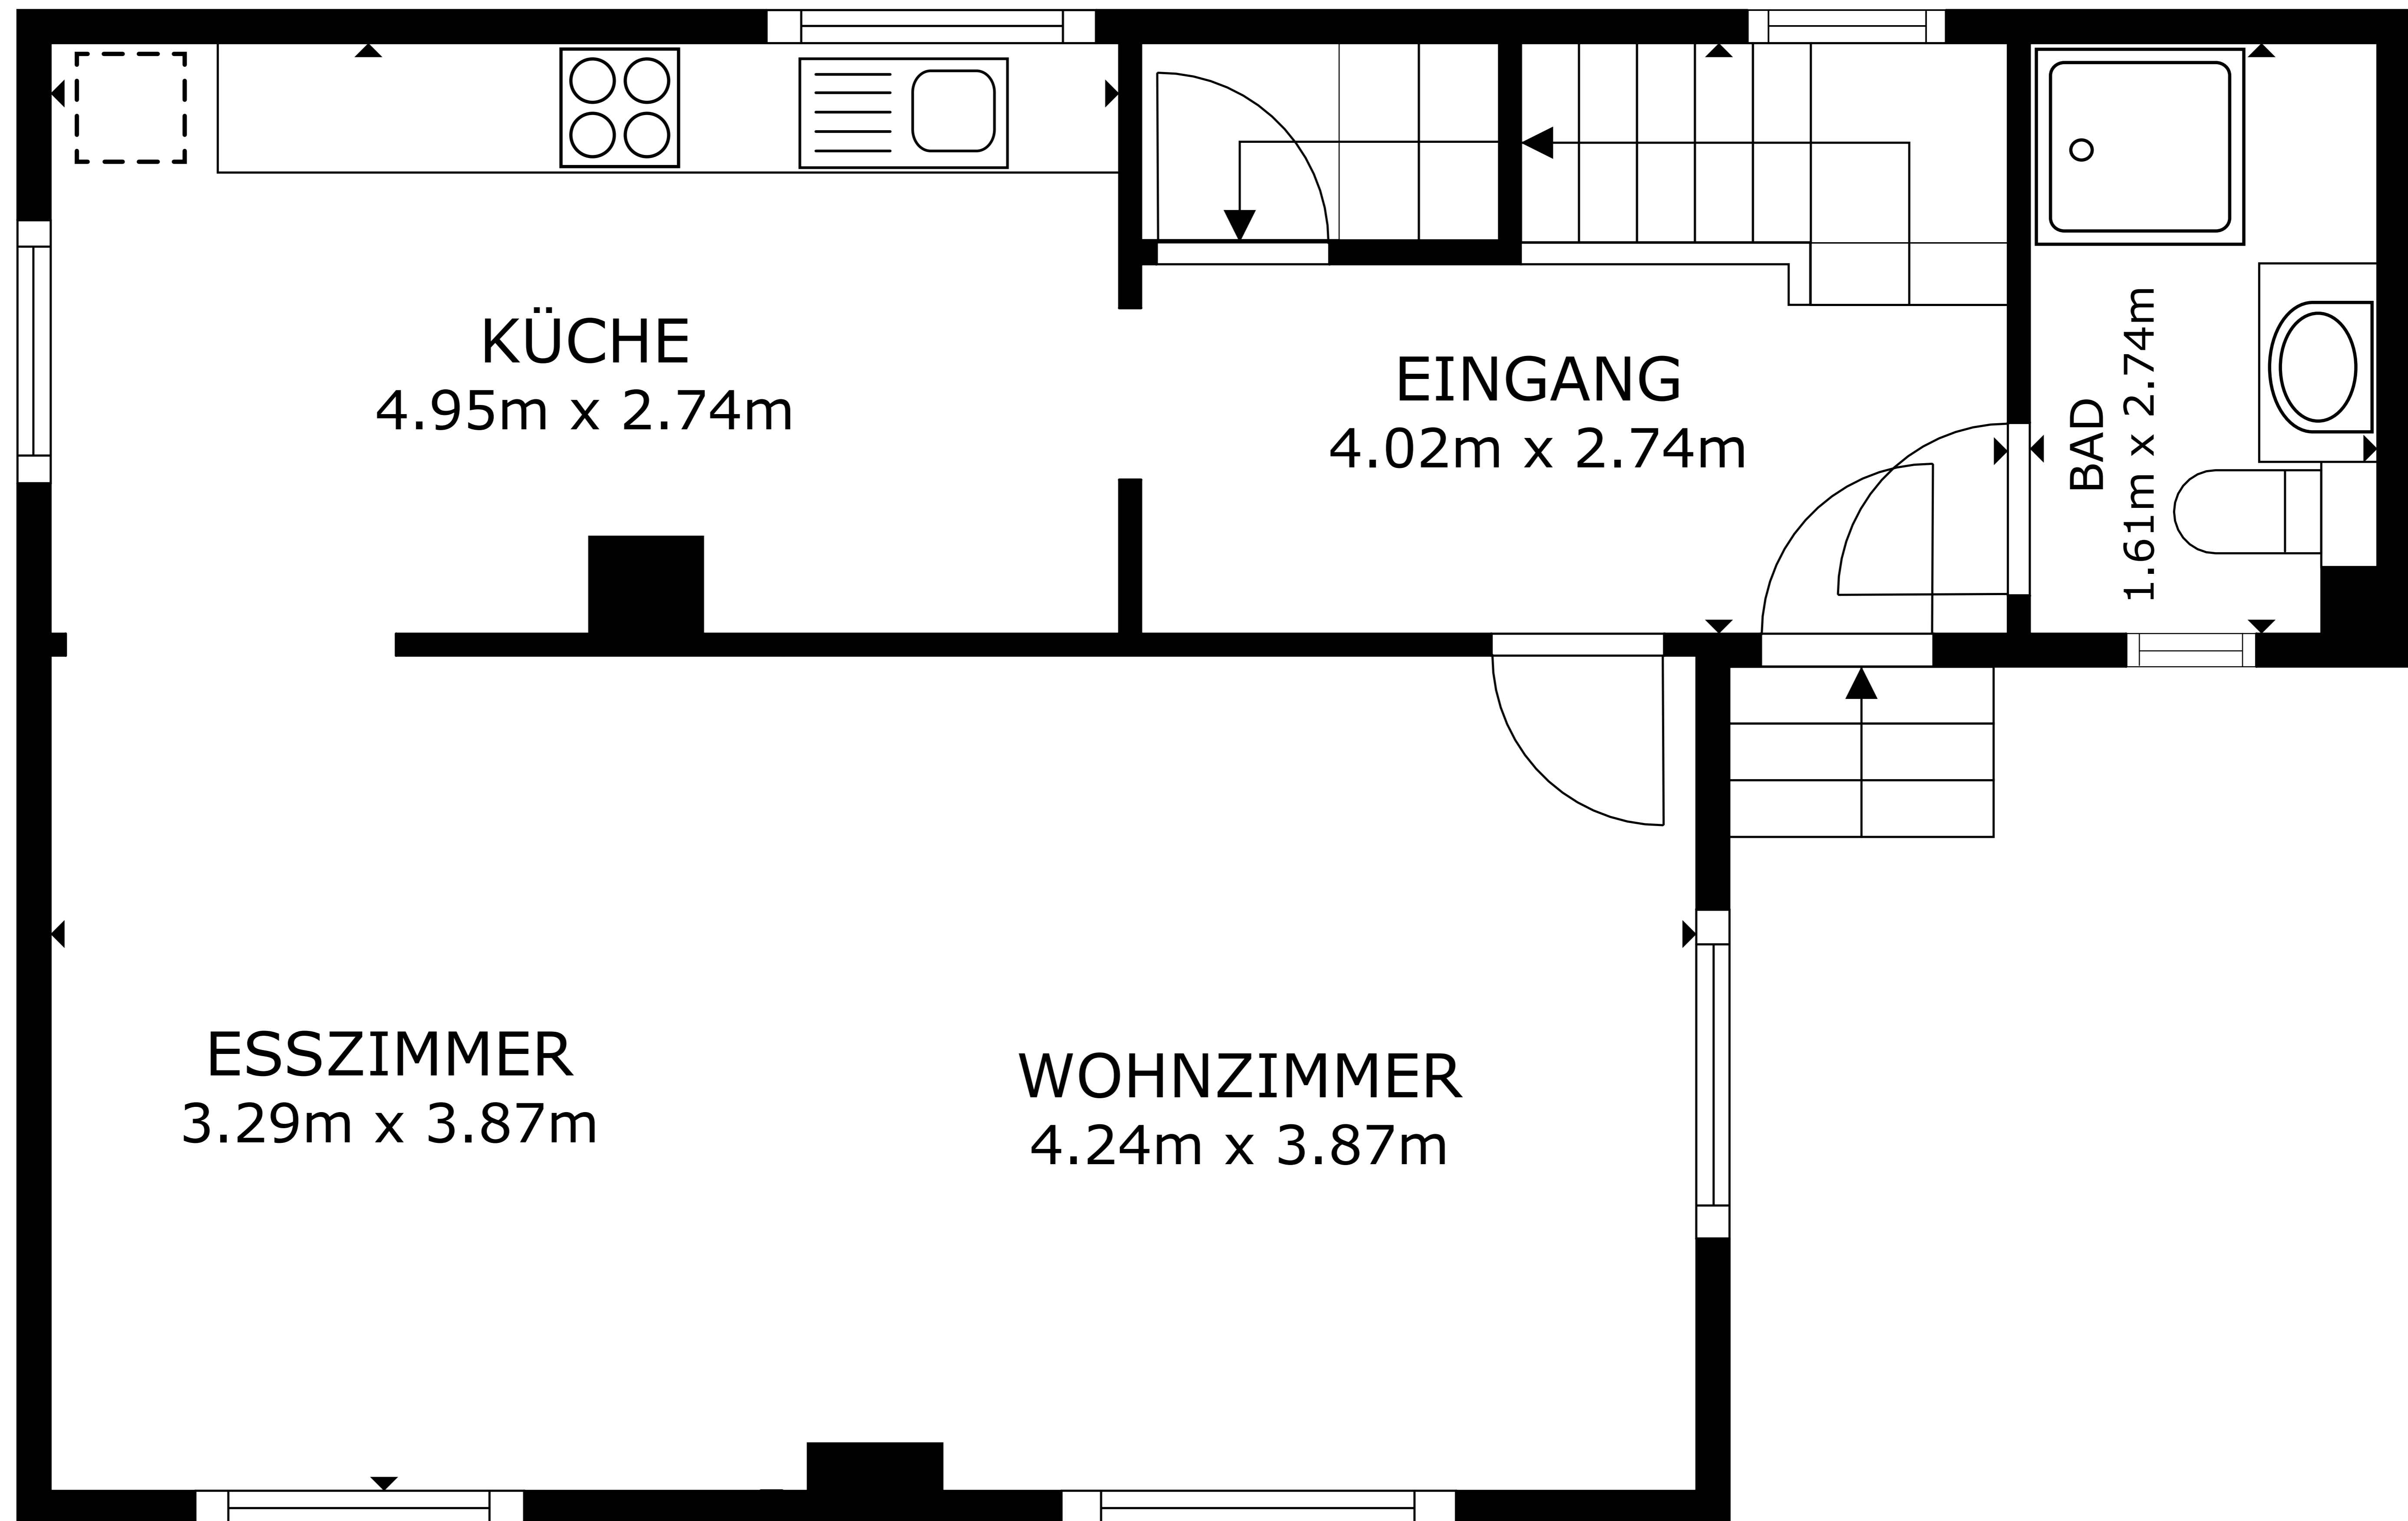 KÜCHE
4.95m x 2.74m
EINGANG
4.02m x 2.74m
BAD
1.61m x 2.74m
ESSZIMMER
3.29m x 3.87m
WOHNZIMMER
4.24m x 3.87m